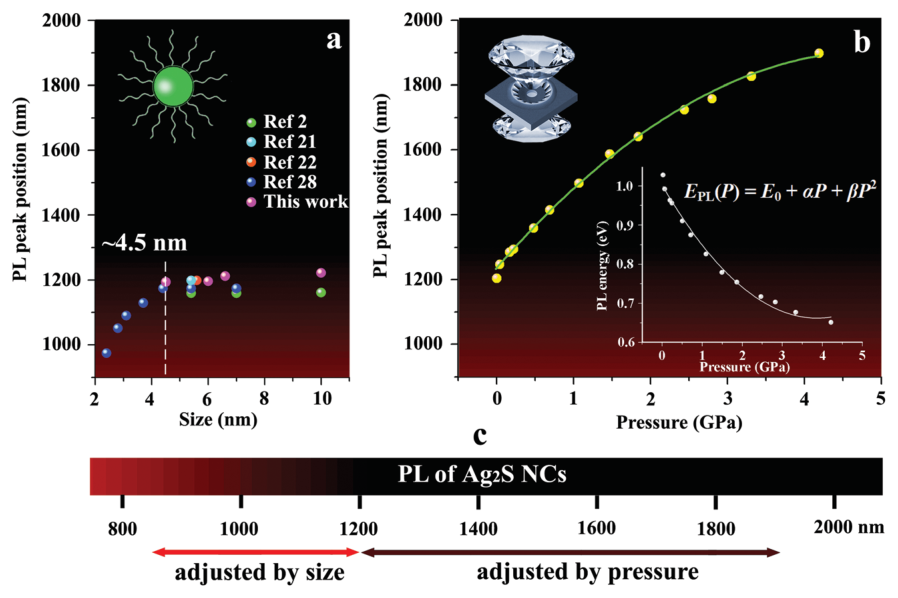 a
2000
1800
1600
1400
1200
1000
PL peak position (nm)
Ref 2
Ref 21
Ref 22
Ref 28
This work
~4.5 nm
2 4 6 8 10
Size (nm)
b
2000
1800
1600
1400
1200
1000
PL peak position (nm)
E_PL(P) = E_0 + αP + βP^2
1.0
0.9
0.8
0.7
0.6
PL energy (eV)
0 1 2 3 4 5
Pressure (GPa)
0 1 2 3 4 5
Pressure (GPa)
c
PL of Ag2S NCs
800 1000 1200 1400 1600 1800 2000 nm
adjusted by size
adjusted by pressure